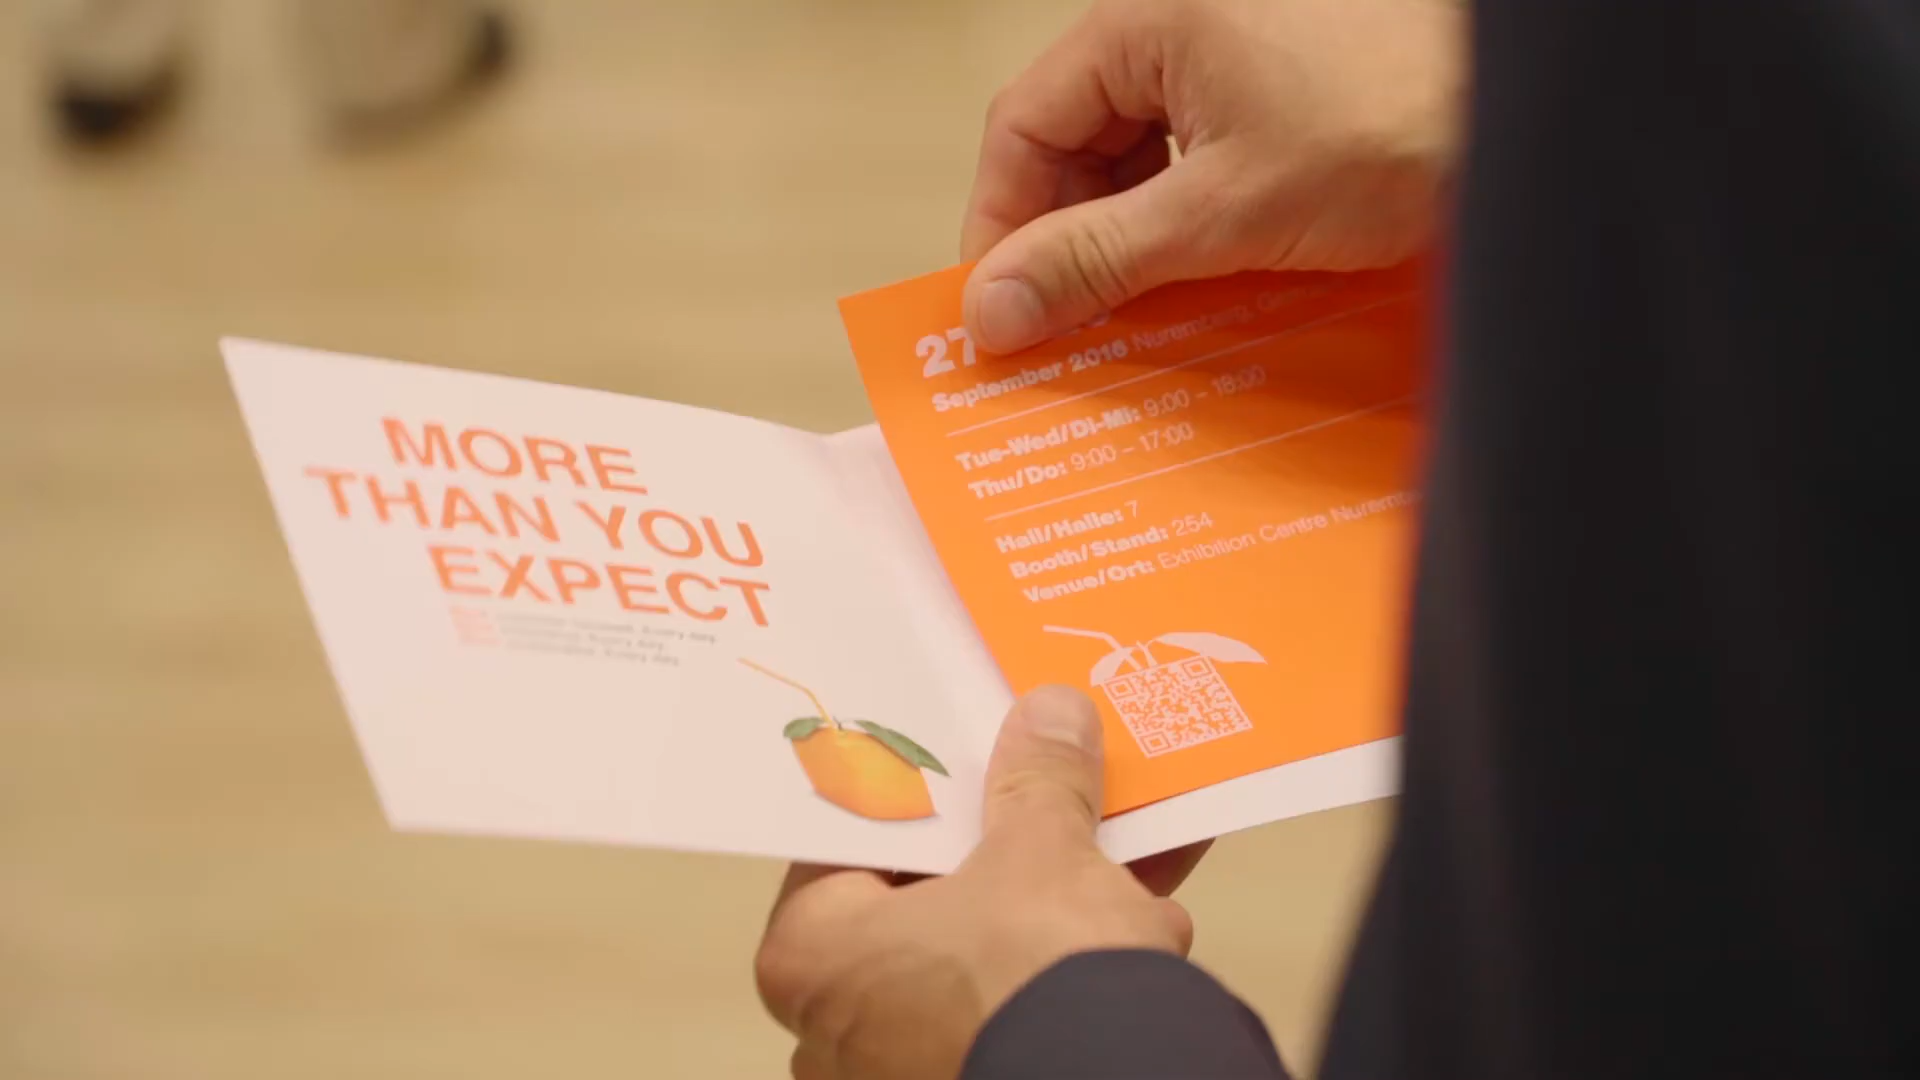 MORE
THAN YOU
EXPECT
27
September 2016 Nuremberg,
Tue-Wed/Di-Mi: 9:00 – 18:00
Thu/Do: 9:00 – 17:00
Hall/Halle: 7
Booth/Stand: 254
Venue/Ort: Exhibition Centre